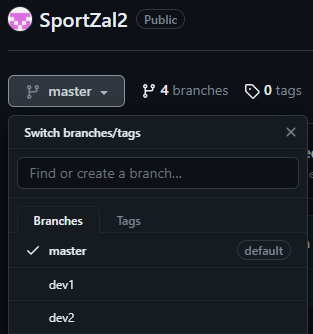 SportZal2 Public
master 4 branches 0 tags
Switch branches/tags
Find or create a branch...
Branches Tags
master default
dev1
dev2